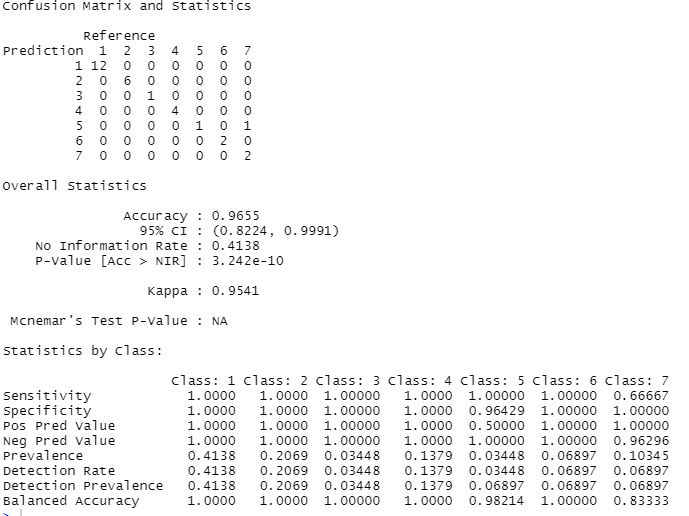 Confusion Matrix and Statistics
Reference
Prediction 1 2 3 4 5 6 7
1 12 0 0 0 0 0 0
2 0 6 0 0 0 0 0
3 0 0 1 0 0 0 0
4 0 0 0 4 0 0 0
5 0 0 0 0 1 0 1
6 0 0 0 0 0 2 0
7 0 0 0 0 0 0 2
Overall Statistics
Accuracy : 0.9655
95% CI : (0.8224, 0.9991)
No Information Rate : 0.4138
P-Value [Acc > NIR] : 3.242e-10
Kappa : 0.9541
Mcnemar's Test P-Value : NA
Statistics by Class:
Class: 1 Class: 2 Class: 3 Class: 4 Class: 5 Class: 6 Class: 7
Sensitivity 1.0000 1.0000 1.00000 1.0000 1.00000 1.00000 0.66667
Specificity 1.0000 1.0000 1.00000 1.0000 0.96429 1.00000 1.00000
Pos Pred Value 1.0000 1.0000 1.00000 1.0000 0.50000 1.00000 1.00000
Neg Pred Value 1.0000 1.0000 1.00000 1.0000 1.00000 1.00000 0.96296
Prevalence 0.4138 0.2069 0.03448 0.1379 0.03448 0.06897 0.10345
Detection Rate 0.4138 0.2069 0.03448 0.1379 0.03448 0.06897 0.06897
Detection Prevalence 0.4138 0.2069 0.03448 0.1379 0.06897 0.06897 0.06897
Balanced Accuracy 1.0000 1.0000 1.00000 1.0000 0.98214 1.00000 0.83333
>